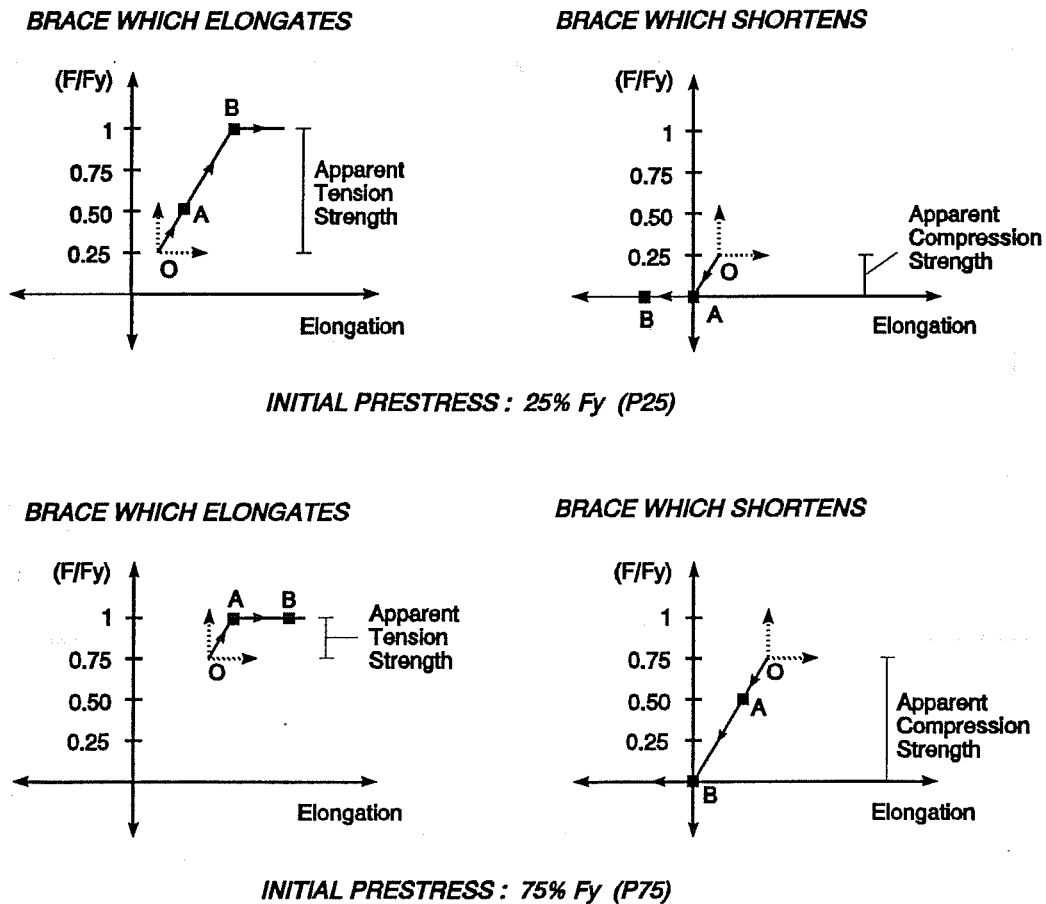 BRACE WHICH ELONGATES
(F/Fy)
1
0.75
0.50
0.25
B
A
O
Apparent
Tension
Strength
Elongation
BRACE WHICH SHORTENS
(F/Fy)
1
0.75
0.50
0.25
O
B
A
Apparent
Compression
Strength
Elongation
INITIAL PRESTRESS : 25% Fy (P25)
BRACE WHICH ELONGATES
(F/Fy)
1
0.75
0.50
0.25
A
B
O
Apparent
Tension
Strength
Elongation
BRACE WHICH SHORTENS
(F/Fy)
1
0.75
0.50
0.25
O
A
B
Apparent
Compression
Strength
Elongation
INITIAL PRESTRESS : 75% Fy (P75)